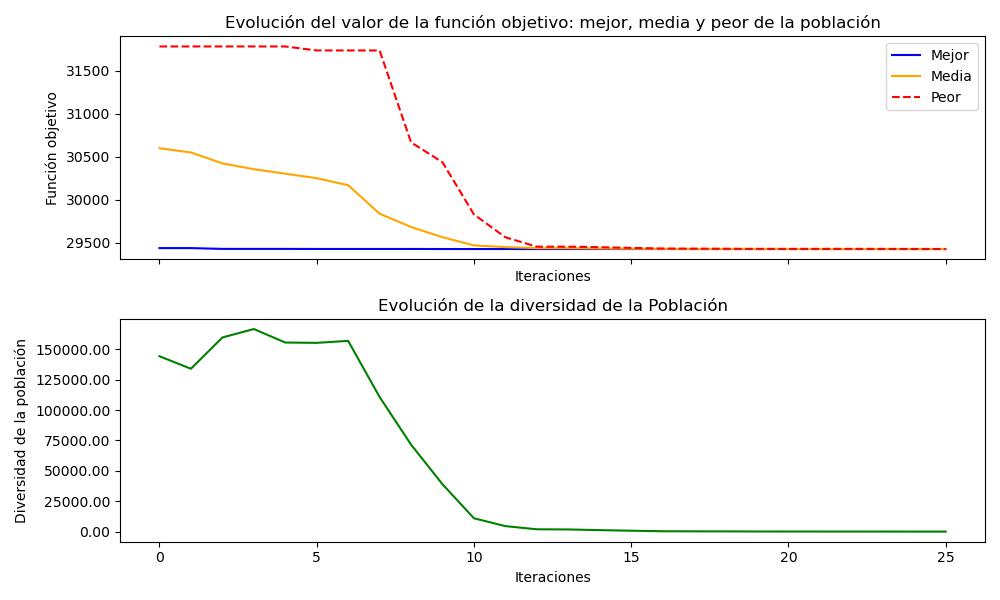 Evolución del valor de la función objetivo: mejor, media y peor de la población
Función objetivo
31500
31000
30500
30000
29500
Mejor
Media
Peor
Iteraciones
Evolución de la diversidad de la Población
Diversidad de la población
150000.00
125000.00
100000.00
75000.00
50000.00
25000.00
0.00
0 5 10 15 20 25
Iteraciones